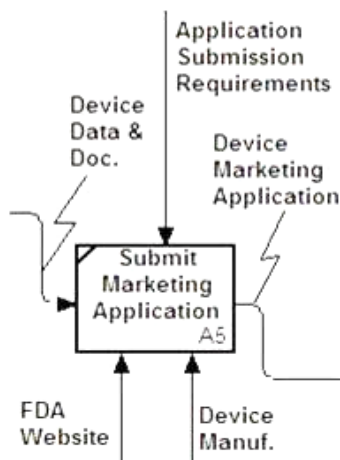 Application
Submission
Requirements
Device
Data &
Doc.
Device
Marketing
Application
Submit
Marketing
Application
A5
FDA
Website
Device
Manuf.